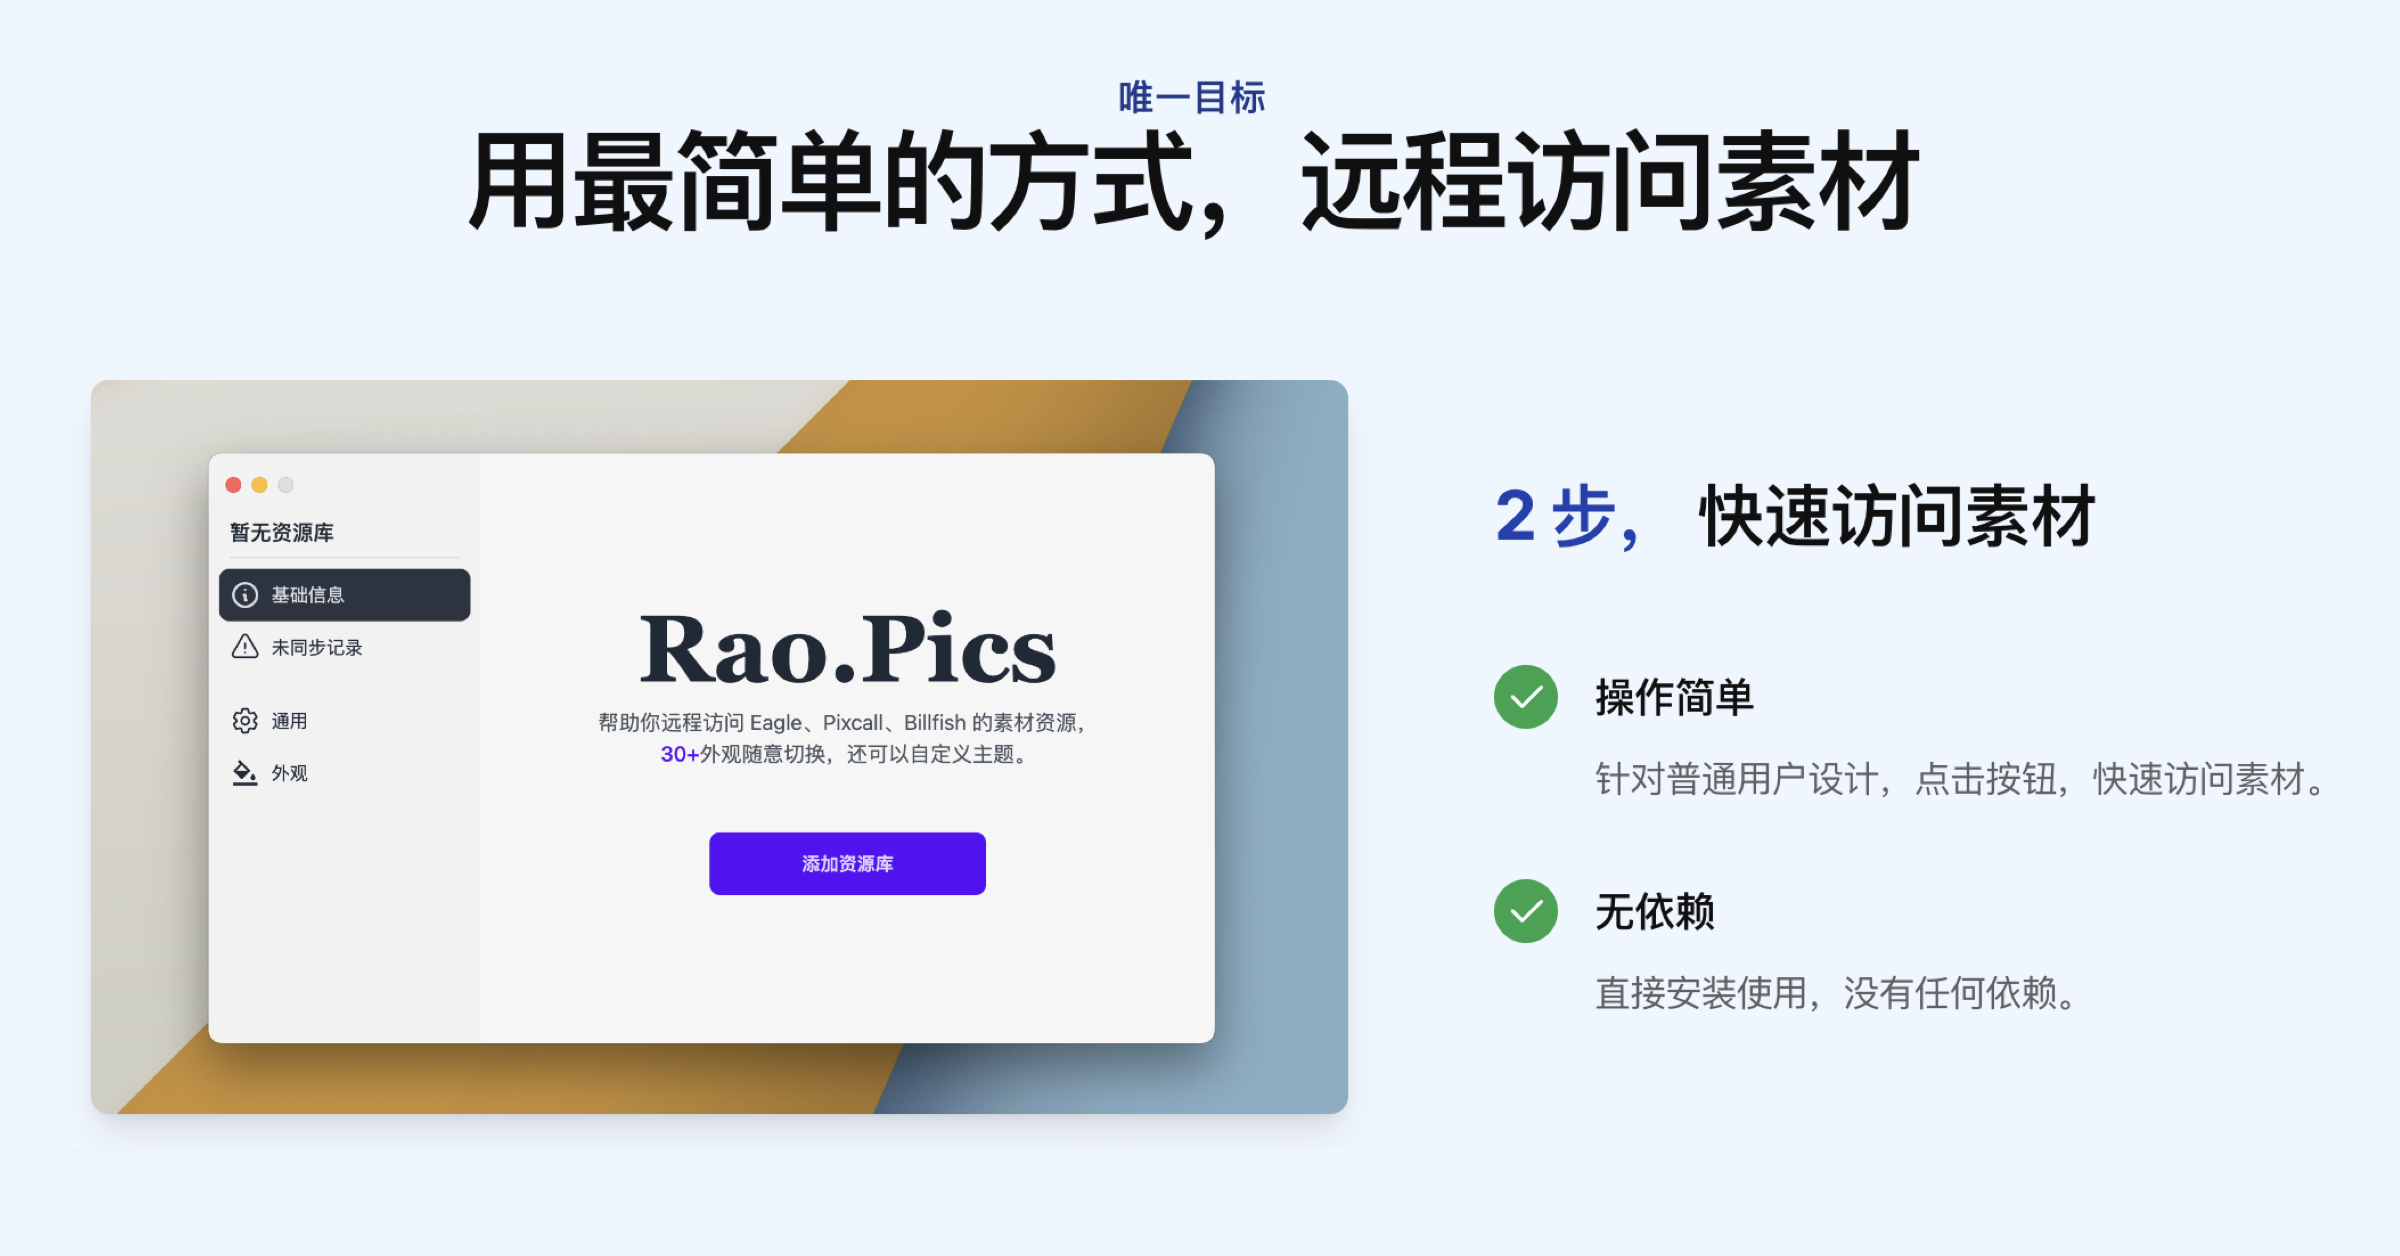 唯一目标
用最简单的方式，远程访问素材
暂无资源库
基础信息
未同步记录
通用
外观
Rao.Pics
帮助你远程访问 Eagle、Pixcall、Billfish 的素材资源，
30+外观随意切换，还可以自定义主题。
添加资源库
2 步， 快速访问素材
操作简单
针对普通用户设计，点击按钮，快速访问素材。
无依赖
直接安装使用，没有任何依赖。